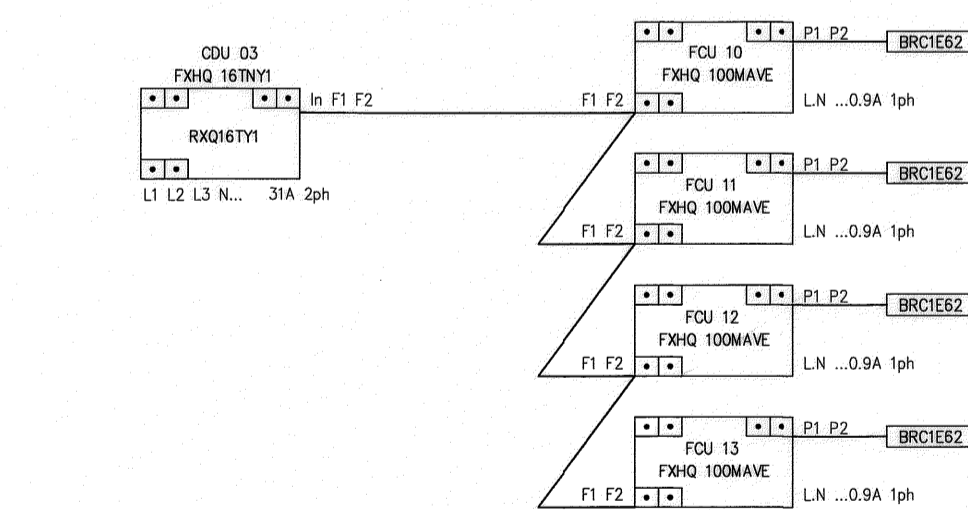 CDU 03
FXHQ 16TNY1
In F1 F2
RXQ16TY1
L1 L2 L3 N... 31A 2ph
P1 P2
BRC1E62
FCU 10
FXHQ 100MAVE
F1 F2
L.N ...0.9A 1ph
P1 P2
BRC1E62
FCU 11
FXHQ 100MAVE
F1 F2
L.N ...0.9A 1ph
P1 P2
BRC1E62
FCU 12
FXHQ 100MAVE
F1 F2
L.N ...0.9A 1ph
P1 P2
BRC1E62
FCU 13
FXHQ 100MAVE
F1 F2
L.N ...0.9A 1ph